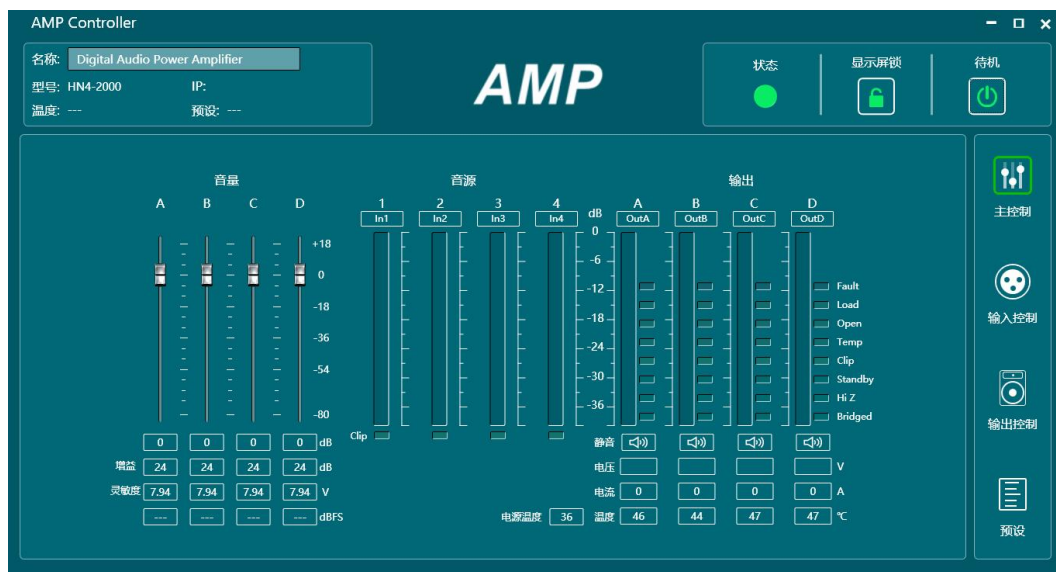 AMP Controller
名称: Digital Audio Power Amplifier
型号: HN4-2000 IP:
温度: --- 预设: ---
AMP
状态 显示屏锁 待机
音量 音源 输出
A B C D 1 2 3 4 dB A B C D
In1 In2 In3 In4 OutA OutB OutC OutD
+18
0
-18
-36
-54
-80
0
-6
-12
-18
-24
-30
-36
Fault
Load
Open
Temp
Clip
Standby
Hi Z
Bridged
Clip
0 0 0 0 dB
增益 24 24 24 24 dB
灵敏度 7.94 7.94 7.94 7.94 V
--- --- --- --- dBFS
静音
电压 V
电流 0 0 0 0 A
电源温度 36 温度 46 44 47 47 ℃
主控制
输入控制
输出控制
预设